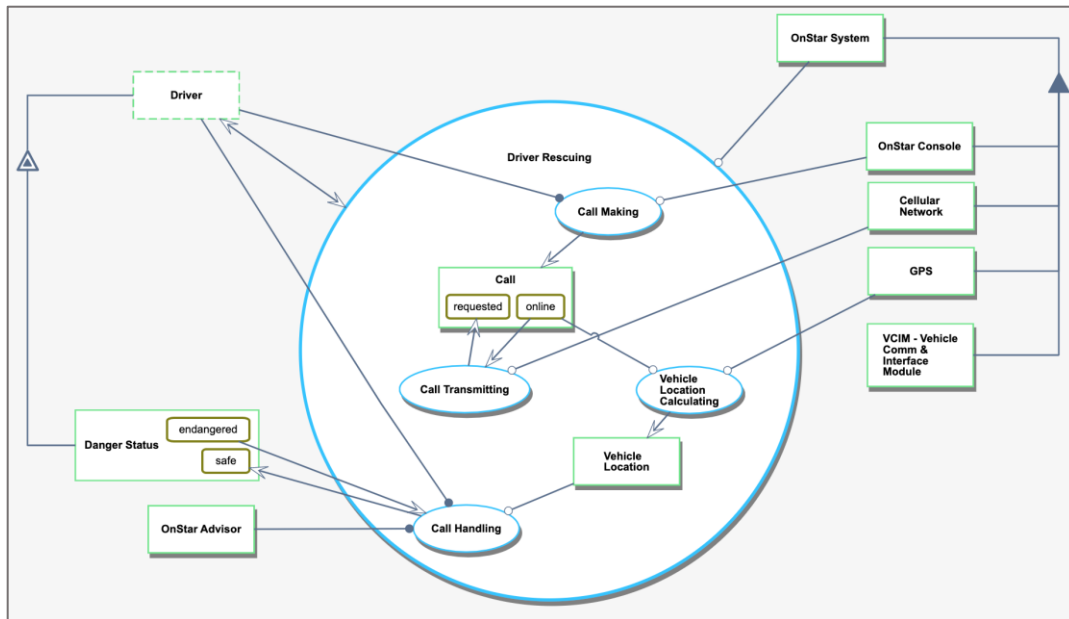 OnStar System
Driver
Driver Rescuing
OnStar Console
Call Making
Cellular
Network
GPS
Call
requested
online
VCIM - Vehicle
Comm &
Interface
Module
Call Transmitting
Vehicle
Location
Calculating
endangered
Danger Status
safe
Vehicle
Location
OnStar Advisor
Call Handling